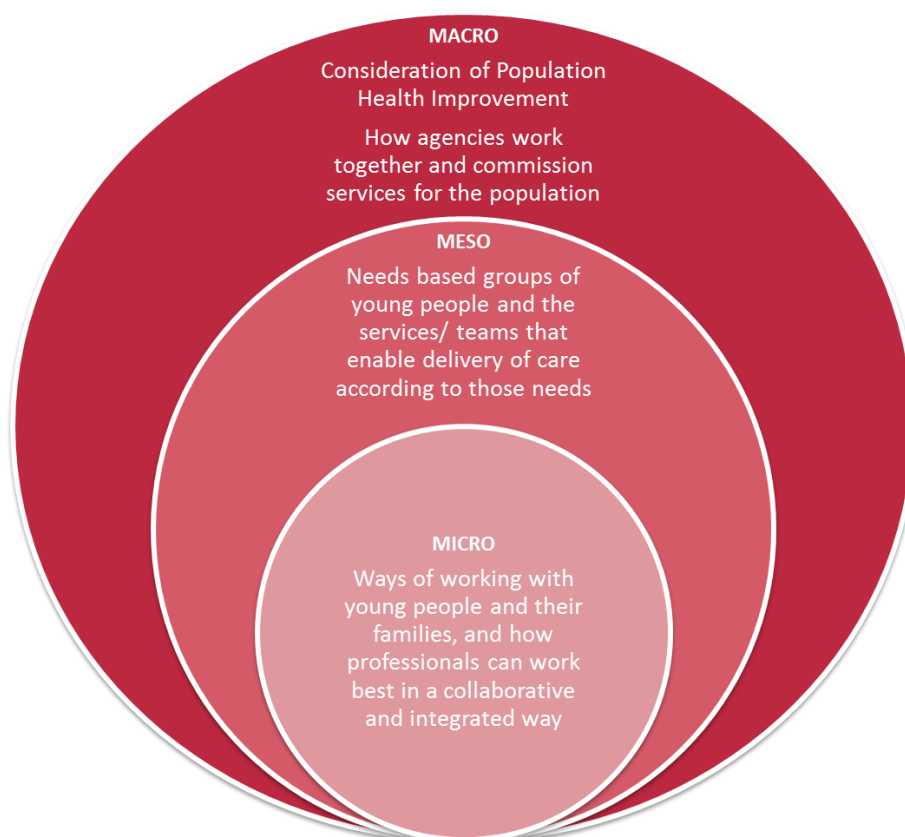 MACRO
Consideration of Population
Health Improvement
How agencies work
together and commission
services for the population
MESO
Needs based groups of
young people and the
services/ teams that
enable delivery of care
according to those needs
MICRO
Ways of working with
young people and their
families, and how
professionals can work
best in a collaborative
and integrated way